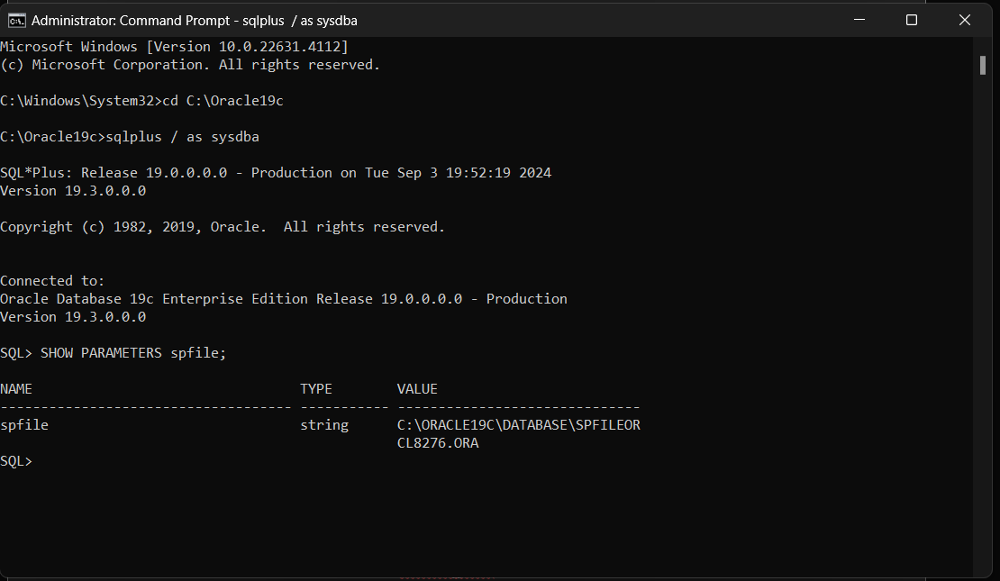 Administrator: Command Prompt - sqlplus  / as sysdba
Microsoft Windows [Version 10.0.22631.4112]
(c) Microsoft Corporation. All rights reserved.
C:\Windows\System32>cd C:\Oracle19c
C:\Oracle19c>sqlplus / as sysdba
SQL*Plus: Release 19.0.0.0.0 - Production on Tue Sep 3 19:52:19 2024
Version 19.3.0.0.0
Copyright (c) 1982, 2019, Oracle.  All rights reserved.
Connected to:
Oracle Database 19c Enterprise Edition Release 19.0.0.0.0 - Production
Version 19.3.0.0.0
SQL> SHOW PARAMETERS spfile;
NAME                                 TYPE        VALUE
------------------------------------ ----------- ------------------------------
spfile                               string      C:\ORACLE19C\DATABASE\SPFILEOR
                                                 CL8276.ORA
SQL>